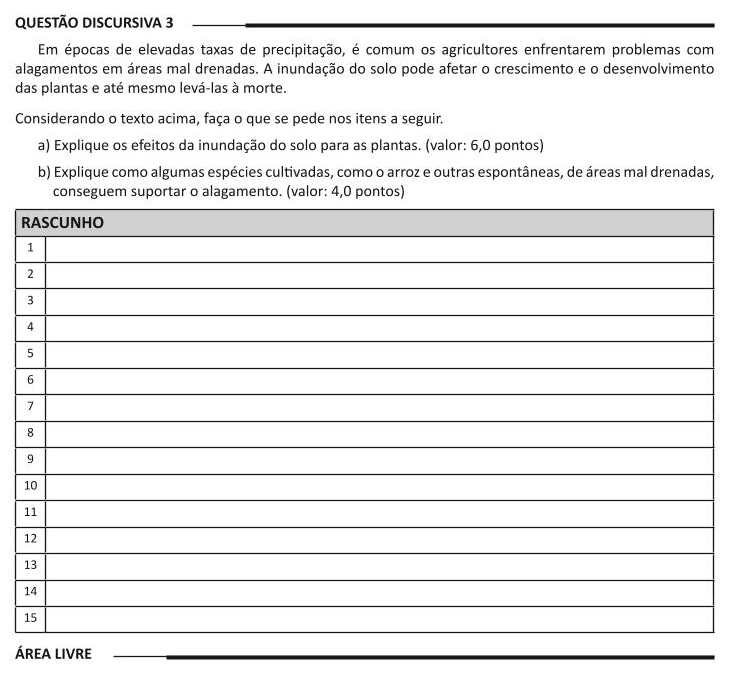 QUESTÃO DISCURSIVA 3
Em épocas de elevadas taxas de precipitação, é comum os agricultores enfrentarem problemas com
alagamentos em áreas mal drenadas. A inundação do solo pode afetar o crescimento e o desenvolvimento
das plantas e até mesmo levá-las à morte.
Considerando o texto acima, faça o que se pede nos itens a seguir.
a) Explique os efeitos da inundação do solo para as plantas. (valor: 6,0 pontos)
b) Explique como algumas espécies cultivadas, como o arroz e outras espontâneas, de áreas mal drenadas,
conseguem suportar o alagamento. (valor: 4,0 pontos)
RASCUNHO
1
2
3
4
5
6
7
8
9
10
11
12
13
14
15
ÁREA LIVRE